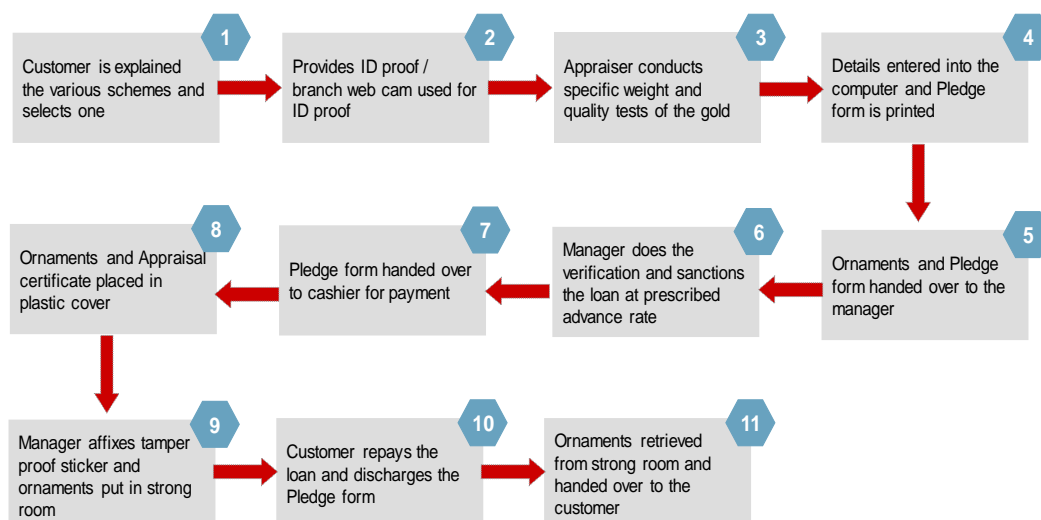 1
Customer is explained
the various schemes and
selects one
2
Provides ID proof /
branch web cam used for
ID proof
3
Appraiser conducts
specific weight and
quality tests of the gold
4
Details entered into the
computer and Pledge
form is printed
5
Ornaments and Pledge
form handed over to the
manager
6
Manager does the
verification and sanctions
the loan at prescribed
advance rate
7
Pledge form handed over
to cashier for payment
8
Ornaments and Appraisal
certificate placed in
plastic cover
9
Manager affixes tamper
proof sticker and
ornaments put in strong
room
10
Customer repays the
loan and discharges the
Pledge form
11
Ornaments retrieved
from strong room and
handed over to the
customer